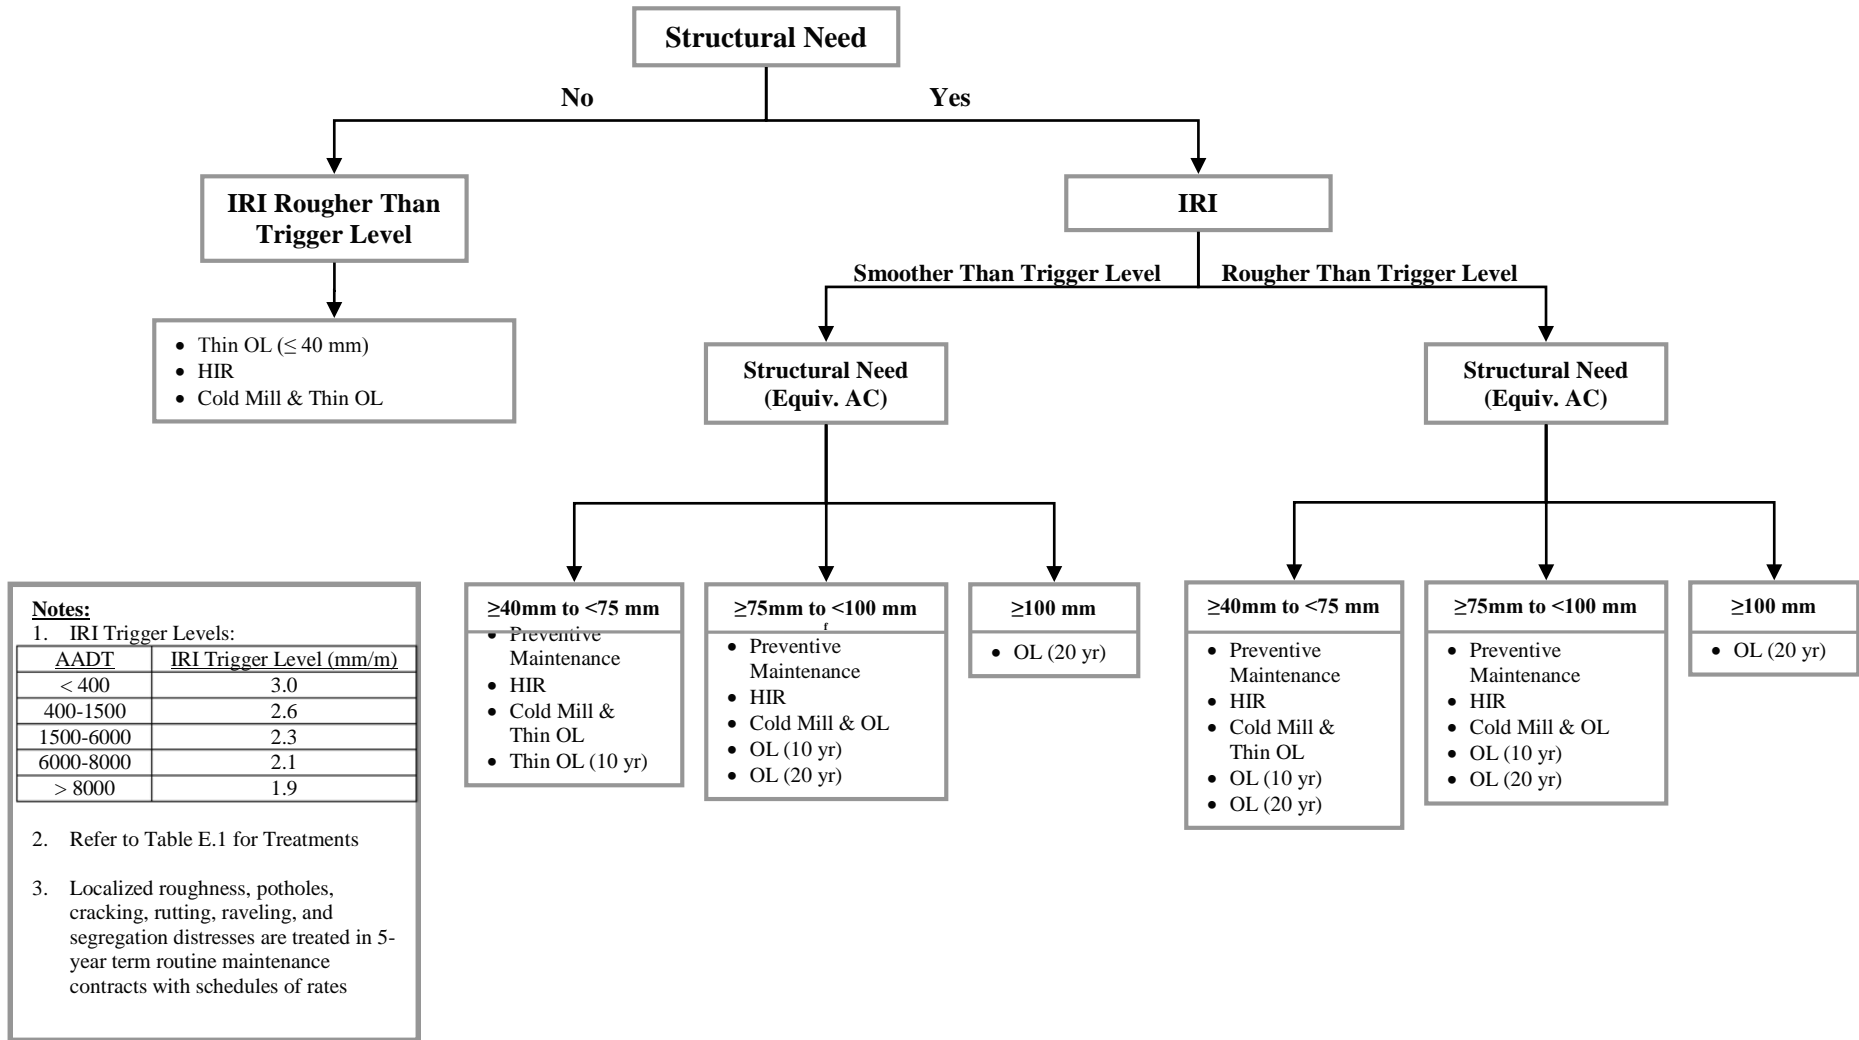 Structural Need
No
Yes
IRI Rougher Than
Trigger Level
IRI
Smoother Than Trigger Level
Rougher Than Trigger Level
• Thin OL (≤ 40 mm)
• HIR
• Cold Mill & Thin OL
Structural Need
(Equiv. AC)
Structural Need
(Equiv. AC)
≥40mm to <75 mm
• Preventive
Maintenance
• HIR
• Cold Mill &
Thin OL
• Thin OL (10 yr)
≥75mm to <100 mm
f
• Preventive
Maintenance
• HIR
• Cold Mill & OL
• OL (10 yr)
• OL (20 yr)
≥100 mm
• OL (20 yr)
≥40mm to <75 mm
• Preventive
Maintenance
• HIR
• Cold Mill &
Thin OL
• OL (10 yr)
• OL (20 yr)
≥75mm to <100 mm
• Preventive
Maintenance
• HIR
• Cold Mill & OL
• OL (10 yr)
• OL (20 yr)
≥100 mm
• OL (20 yr)
Notes:
1. IRI Trigger Levels:
AADT IRI Trigger Level (mm/m)
< 400 3.0
400-1500 2.6
1500-6000 2.3
6000-8000 2.1
> 8000 1.9
2. Refer to Table E.1 for Treatments
3. Localized roughness, potholes,
cracking, rutting, raveling, and
segregation distresses are treated in 5-
year term routine maintenance
contracts with schedules of rates